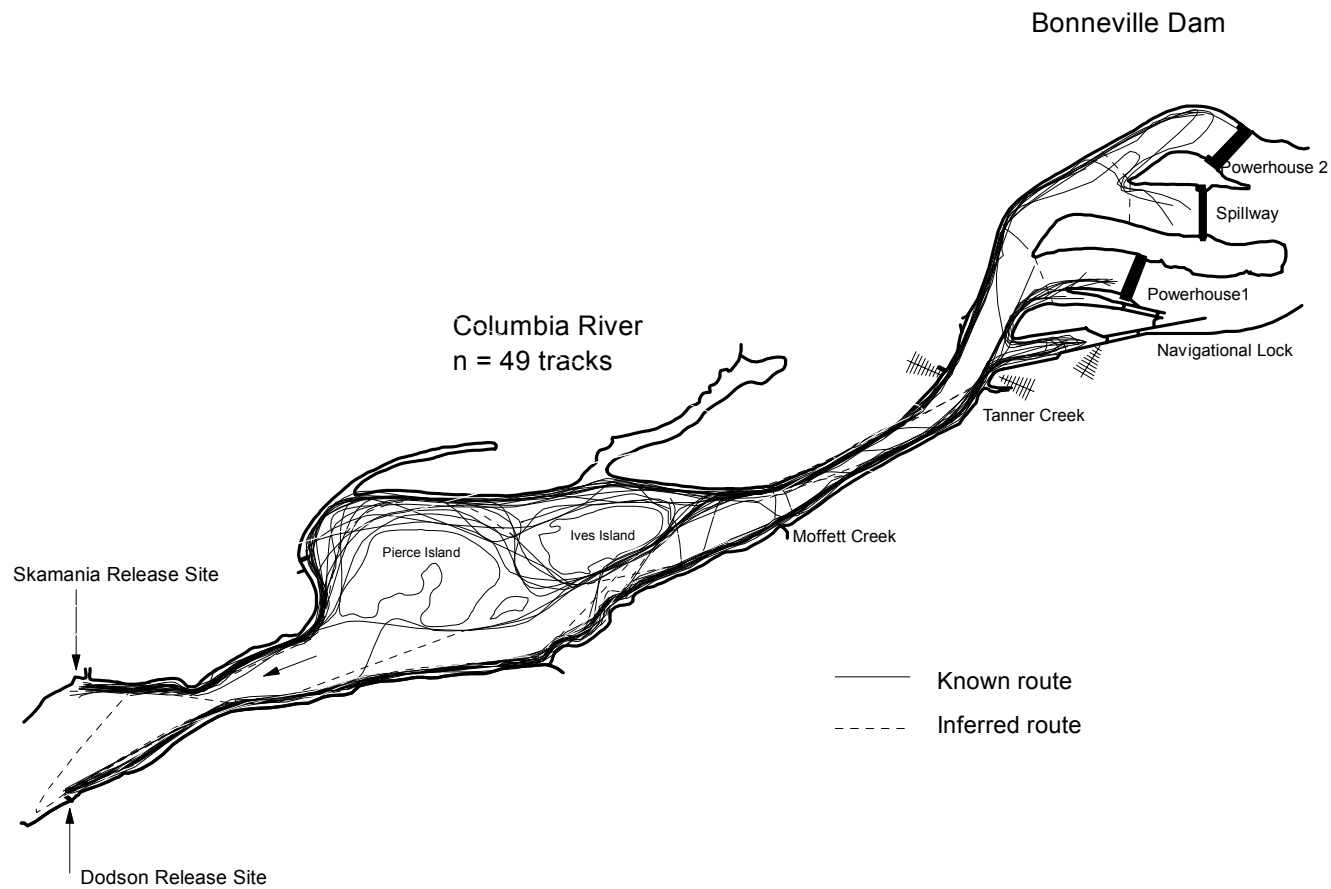 Bonneville Dam
Powerhouse 2
Spillway
Powerhouse1
Navigational Lock
Tanner Creek
Columbia River
n = 49 tracks
Moffett Creek
Ives Island
Pierce Island
Skamania Release Site
Known route
Inferred route
Dodson Release Site